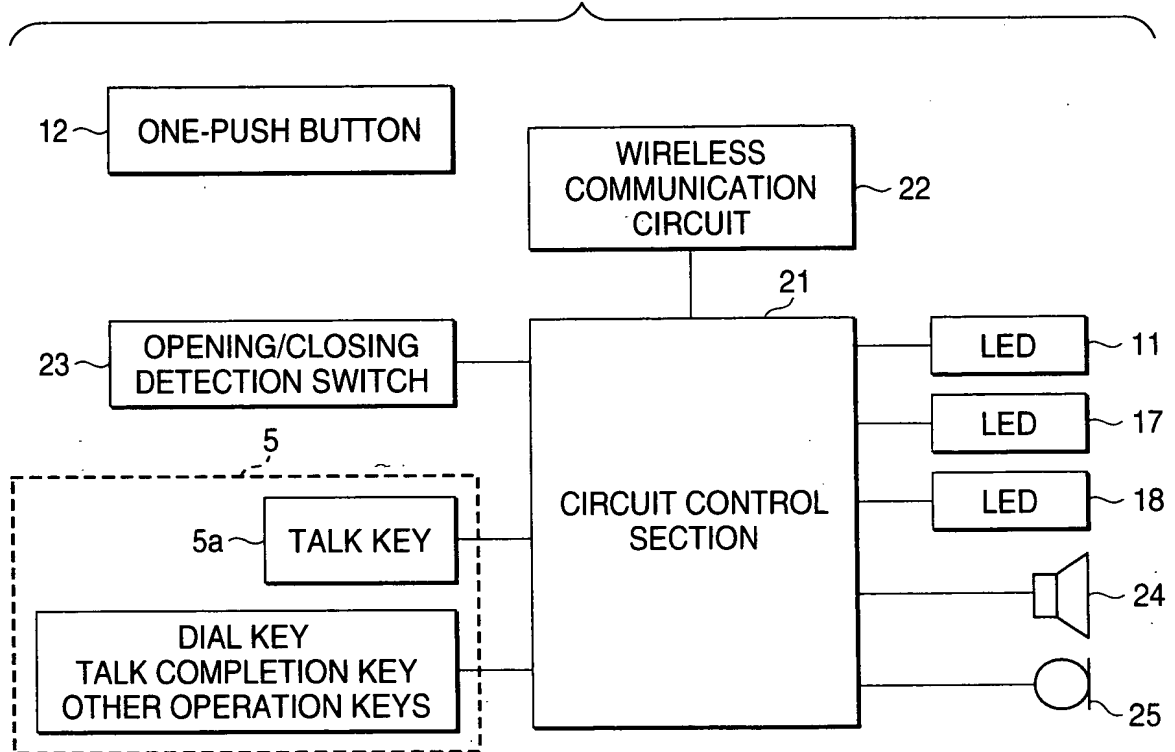 12
ONE-PUSH BUTTON
WIRELESS
COMMUNICATION
CIRCUIT
22
21
23
OPENING/CLOSING
DETECTION SWITCH
LED
11
LED
17
LED
18
5
5a
TALK KEY
CIRCUIT CONTROL
SECTION
24
DIAL KEY
TALK COMPLETION KEY
OTHER OPERATION KEYS
25